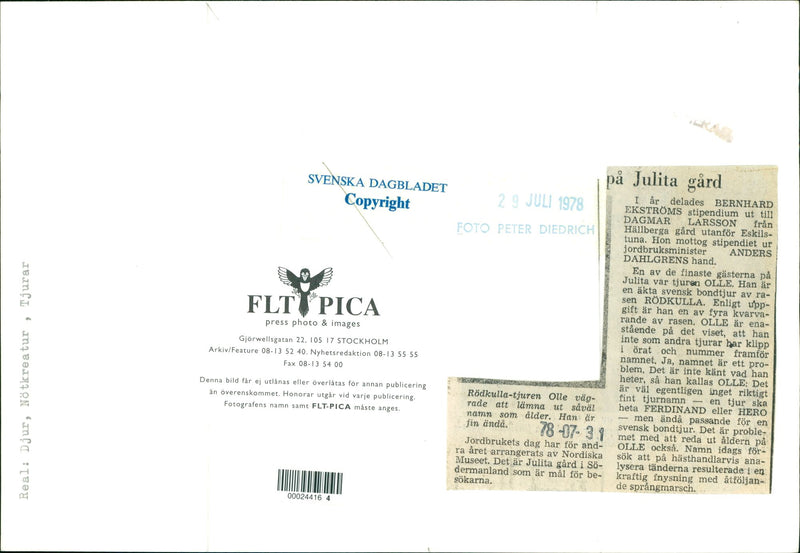 Real: Djur, Nötkreatur , Tjurar
SVENSKA DAGBLADET
Copyright
29 JULI 1978
FOTO PETER DIEDRICH
FLT PICA
press photo & images
Gjörwellsgatan 22, 105 17 STOCKHOLM
Arkiv/Feature 08-13 52 40. Nyhetsredaktion 08-13 55 55
Fax 08-13 54 00
Denna bild får ej utlånas eller överlåtas för annan publicering
än överenskommet. Honorar utgår vid varje publicering.
Fotografens namn samt FLT-PICA måste anges.
00024416 4
Rödkulla-tjuren Olle väg-
rade att lämna ut såväl
namn som ålder. Han är
fin ändå.
78-07-31
Jordbrukets dag har för and-
ra året arrangerats av Nordiska
Museet. Det är Julita gård i Sö-
dermanland som är mål för be-
sökarna.
på Julita gård
I år delades BERNHARD
EKSTRÖMS stipendium ut till
DAGMAR LARSSON från
Hällberga gård utanför Eskils-
tuna. Hon mottog stipendiet ur
jordbruksminister ANDERS
DAHLGRENS hand.
En av de finaste gästerna på
Julita var tjuren OLLE. Han är
en äkta svensk bondtjur av ra-
sen RÖDKULLA. Enligt upp-
gift är han en av fyra kvarva-
rande av rasen. OLLE är ena-
stående på det viset, att han
inte som andra tjurar har klipp
i örat och nummer framför
namnet. Ja, namnet är ett pro-
blem. Det är inte känt vad han
heter, så han kallas OLLE. Det
är väl egentligen inget riktigt
fint tjurnamn — en tjur ska
heta FERDINAND eller HERO
— men ändå passande för en
svensk bondtjur. Det är proble-
met med att reda ut åldern på
OLLE också. Namn idags för-
sök att på hästhandlarvis ana-
lysera tänderna resulterade i en
kraftig fnysning med åtföljan-
de språngmarsch.